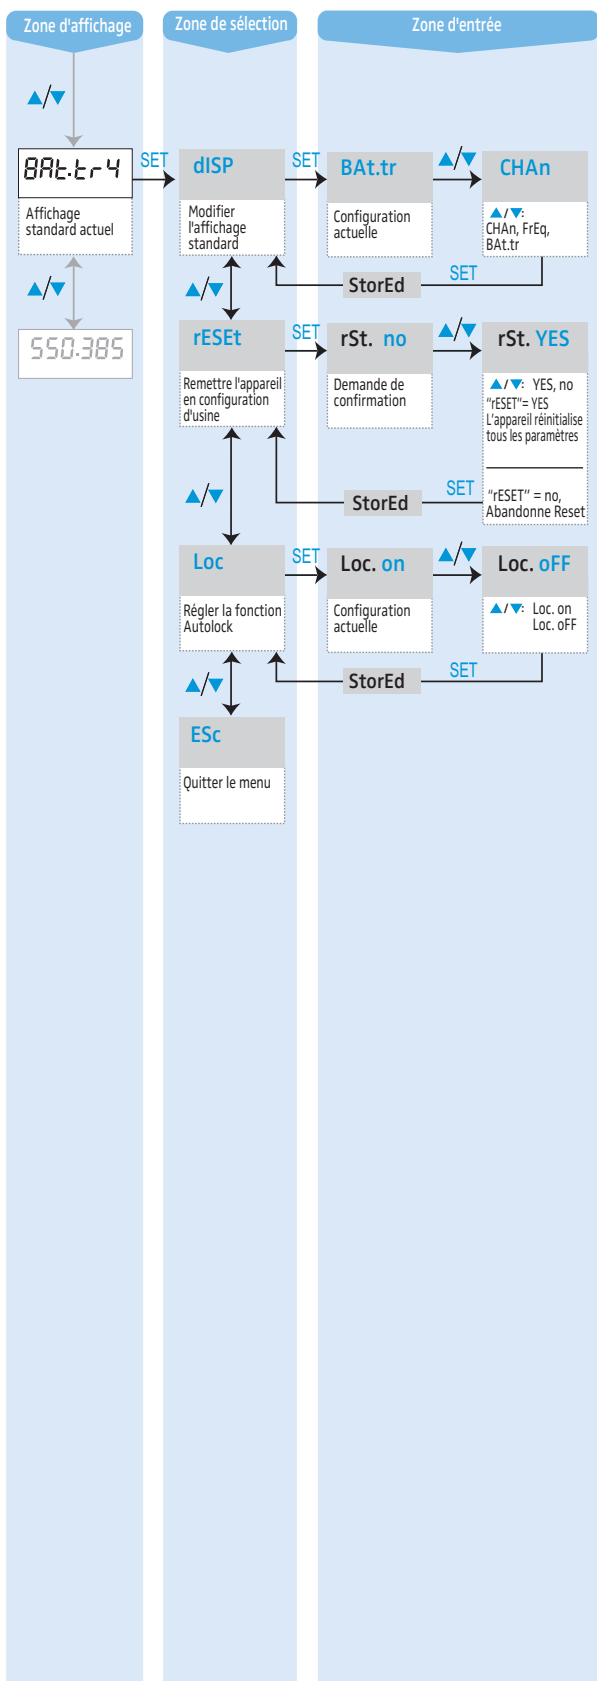 Zone d'affichage
Zone de sélection
Zone d'entrée
▲/▼
BAt.tr 4
Affichage
standard actuel
▲/▼
550.385
SET
dISP
Modifier
l'affichage
standard
SET
BAt.tr
Configuration
actuelle
▲/▼
CHAn
▲/▼:
CHAn, FrEq,
BAt.tr
SET
StorEd
▲/▼
rESEt
Remettre l'appareil
en configuration
d'usine
SET
rSt. no
Demande de
confirmation
▲/▼
rSt. YES
▲/▼: YES, no
“rESET”= YES
L’appareil réinitialise
tous les paramètres
“rESET” = no,
Abandonne Reset
SET
StorEd
▲/▼
Loc
Régler la fonction
Autolock
SET
Loc. on
Configuration
actuelle
▲/▼
Loc. oFF
▲/▼: Loc. on
Loc. oFF
SET
StorEd
▲/▼
ESc
Quitter le menu